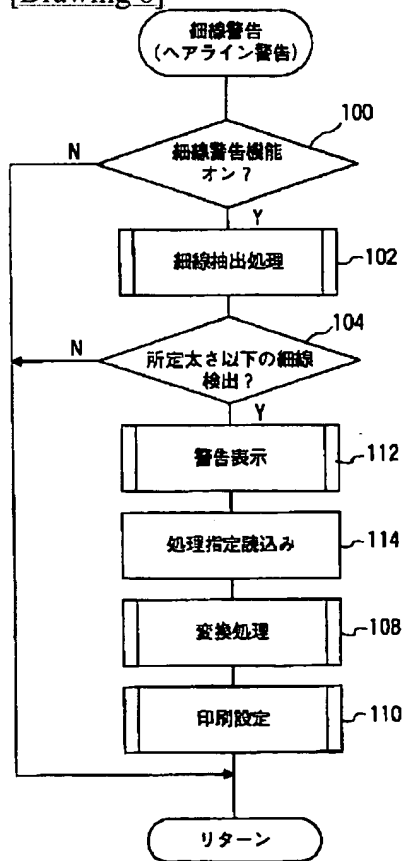 細線警告
(ヘアライン警告)
100
N
細線警告機能
オン?
Y
細線抽出処理
102
104
N
所定太さ以下の細線
検出?
Y
警告表示
112
処理指定読込み
114
変換処理
108
印刷設定
110
リターン